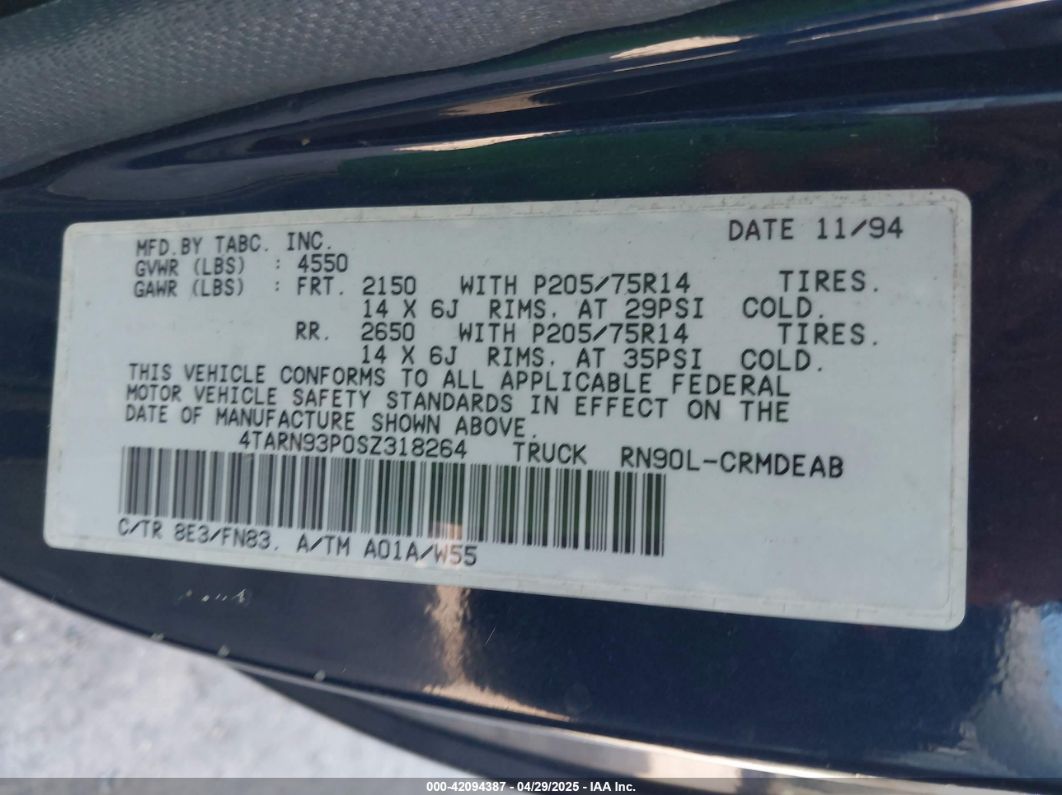 DATE 11/94
MFD.BY TABC. INC.
GVWR (LBS) : 4550
GAWR (LBS) : FRT. 2150 WITH P205/75R14 TIRES.
14 X 6J RIMS. AT 29PSI COLD.
RR. 2650 WITH P205/75R14 TIRES.
14 X 6J RIMS. AT 35PSI COLD.
THIS VEHICLE CONFORMS TO ALL APPLICABLE FEDERAL
MOTOR VEHICLE SAFETY STANDARDS IN EFFECT ON THE
DATE OF MANUFACTURE SHOWN ABOVE.
4TARN93P0SZ318264 TRUCK RN90L-CRMDEAB
C/TR 8E3/FN83. A/TM A01A/W55
000-42094387 - 04/29/2025 - IAA Inc.